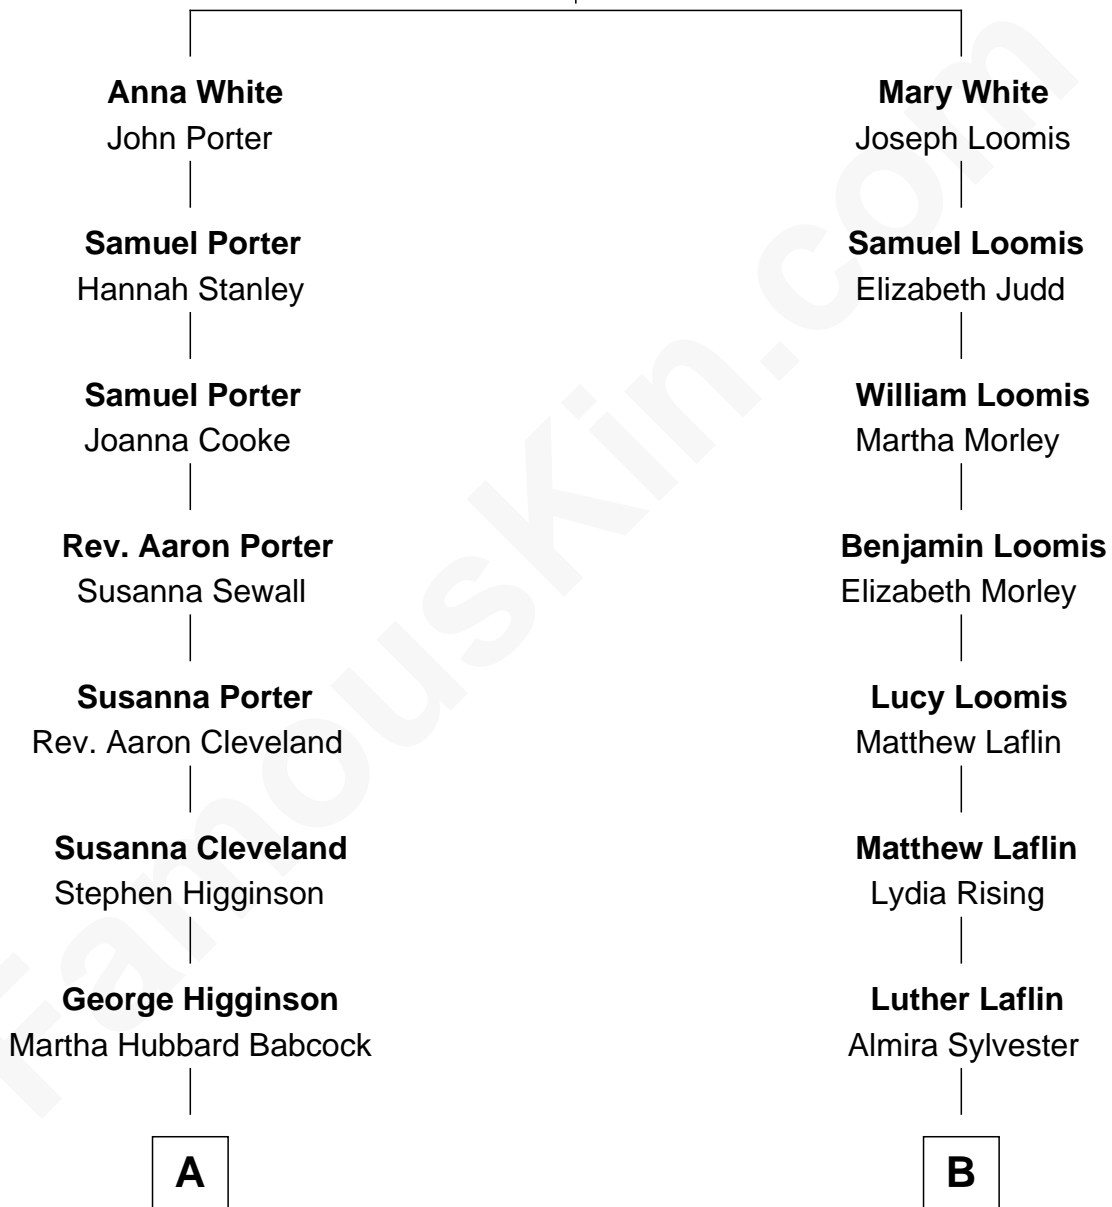 Anna White
John Porter
Samuel Porter
Hannah Stanley
Samuel Porter
Joanna Cooke
Rev. Aaron Porter
Susanna Sewall
Susanna Porter
Rev. Aaron Cleveland
Susanna Cleveland
Stephen Higginson
George Higginson
Martha Hubbard Babcock
A
Mary White
Joseph Loomis
Samuel Loomis
Elizabeth Judd
William Loomis
Martha Morley
Benjamin Loomis
Elizabeth Morley
Lucy Loomis
Matthew Laflin
Matthew Laflin
Lydia Rising
Luther Laflin
Almira Sylvester
B
FamousKin.com